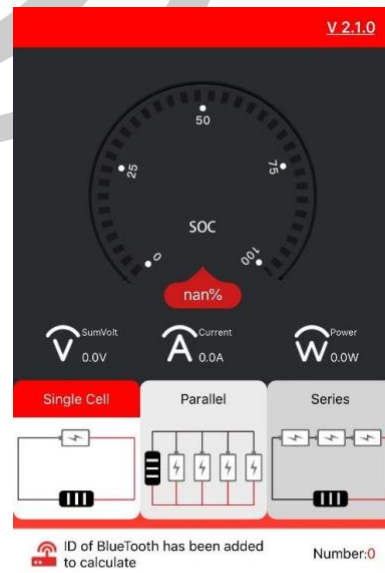 V 2.1.0
50
25
75
SOC
0
100
nan%
SumVolt
V 0.0V
Current
A 0.0A
Power
W 0.0W
Single Cell
Parallel
Series
ID of BlueTooth has been added
to calculate
Number:0